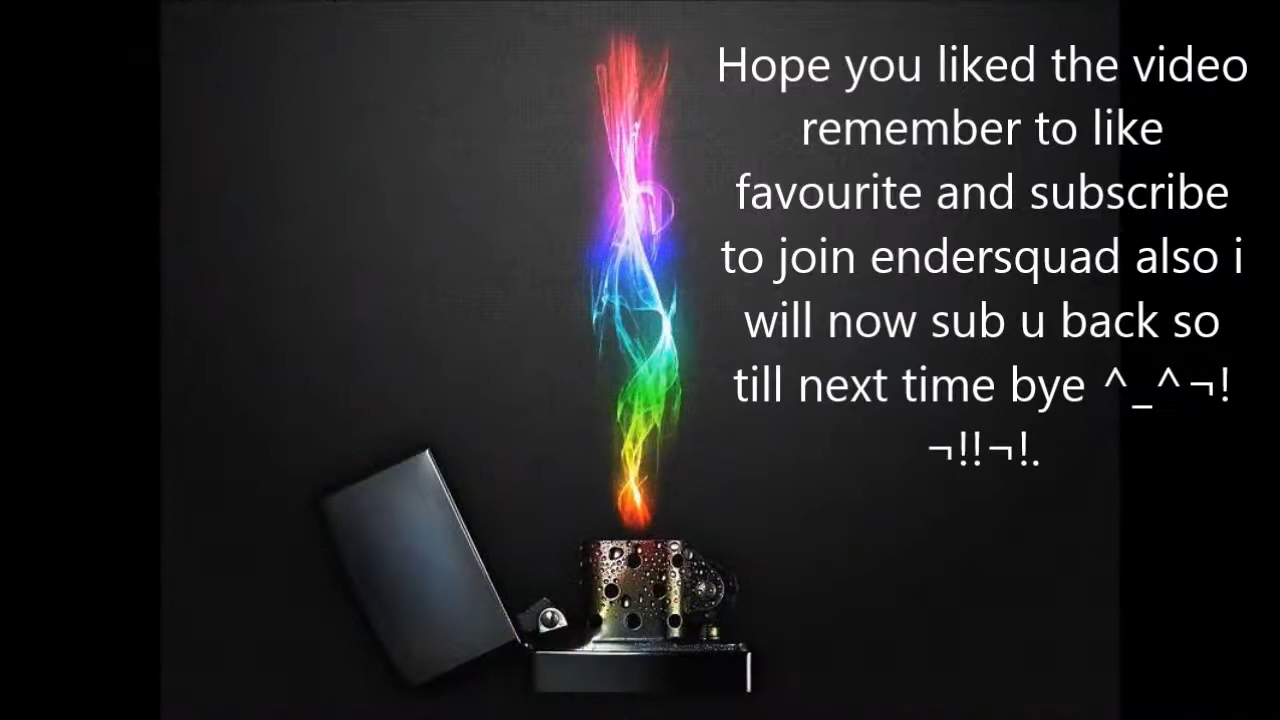 Hope you liked the video
remember to like
favourite and subscribe
to join endersquad also i
will now sub u back so
till next time bye ^_^¬!
¬!!¬!.